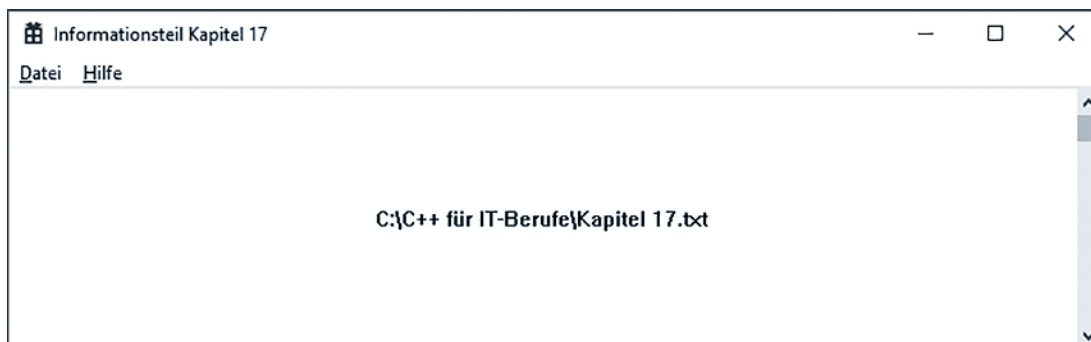 Informationsteil Kapitel 17
Datei Hilfe
C:\C++ für IT-Berufe\Kapitel 17.txt